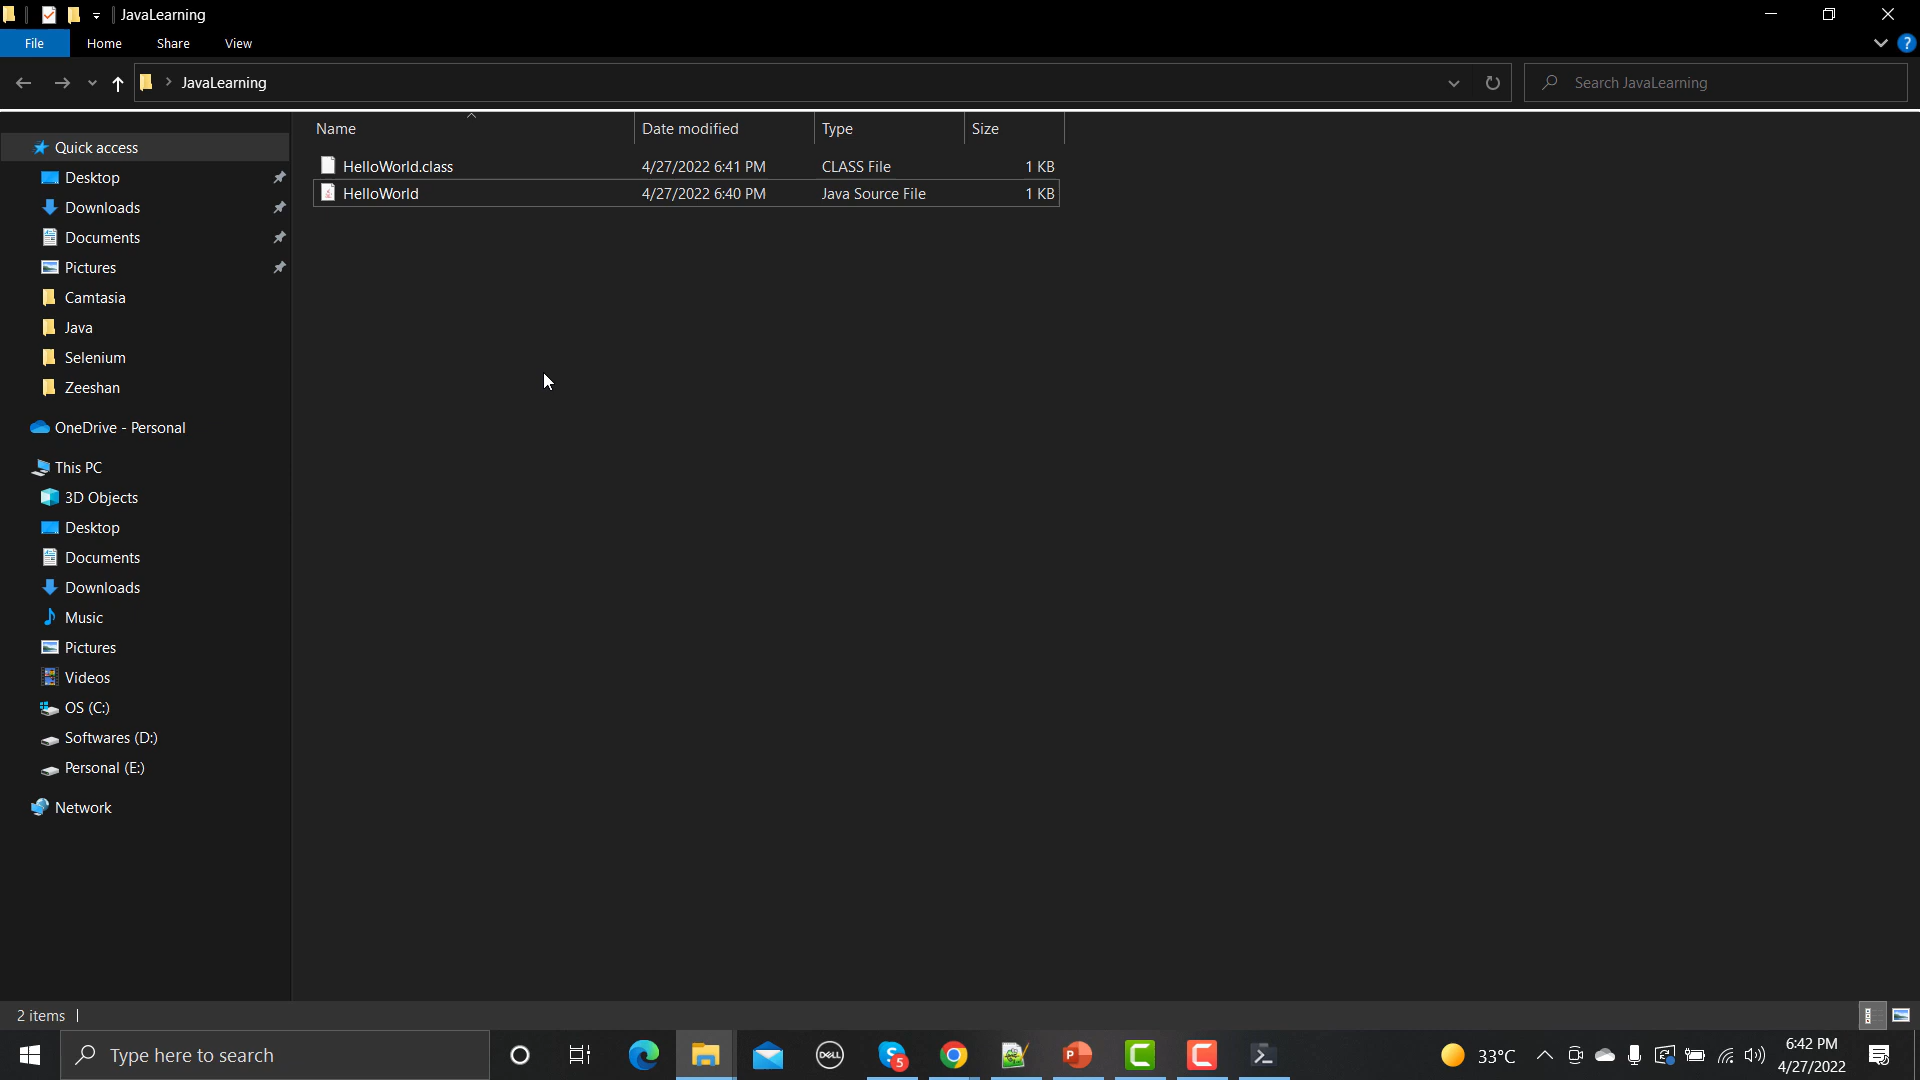 JavaLearning
File Home Share View
?
JavaLearning
Search JavaLearning
Name Date modified Type Size
HelloWorld.class 4/27/2022 6:41 PM CLASS File 1 KB
HelloWorld 4/27/2022 6:40 PM Java Source File 1 KB
Quick access
Desktop
Downloads
Documents
Pictures
Camtasia
Java
Selenium
Zeeshan
OneDrive - Personal
This PC
3D Objects
Desktop
Documents
Downloads
Music
Pictures
Videos
OS (C:)
Softwares (D:)
Personal (E:)
Network
2 items
Type here to search
DELL
5
P
33°C
6:42 PM
4/27/2022